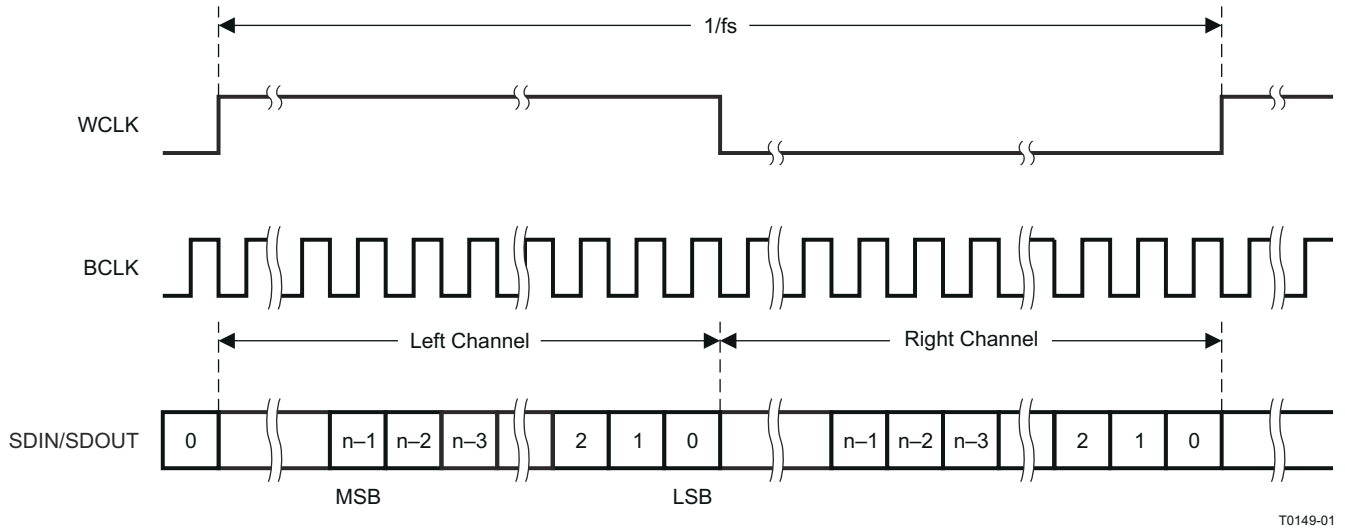 1/fs
WCLK
BCLK
Left Channel Right Channel
SDIN/SDOUT 0 n–1 n–2 n–3 2 1 0 n–1 n–2 n–3 2 1 0
MSB LSB
T0149-01